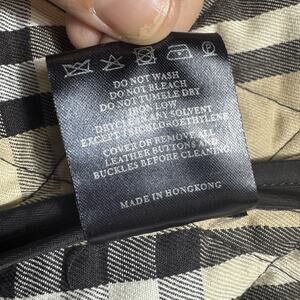 DO NOT WASH
DO NOT BLEACH
DO NOT TUMBLE DRY
IRON LOW
DRYCLEAN ANY SOLVENT
EXCEPT TRICHLOROETHYLENE
COVER OR REMOVE ALL
LEATHER BUTTONS AND
BUCKLES BEFORE CLEANING
MADE IN HONGKONG